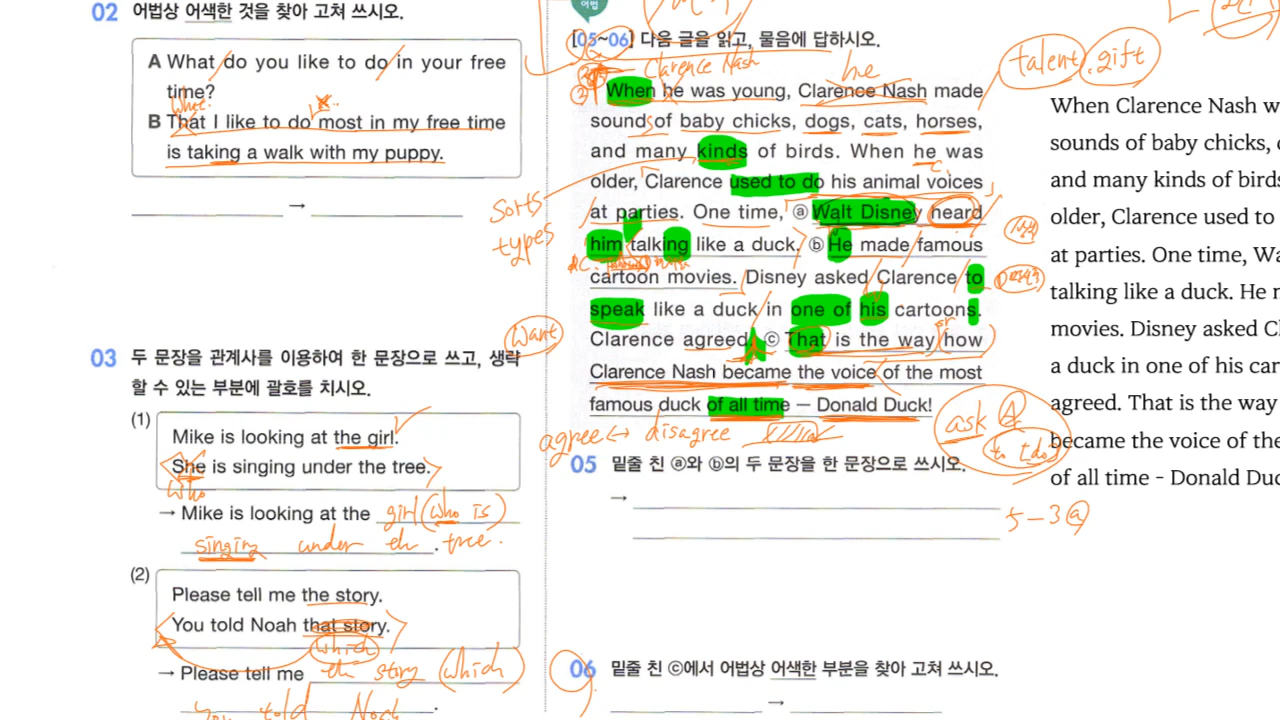 02 어법상 어색한 것을 찾아 고쳐 쓰시오.
A What do you like to do in your free
time?
What
B That I like to do most in my free time
is taking a walk with my puppy.
→
03 두 문장을 관계사를 이용하여 한 문장으로 쓰고, 생략
할 수 있는 부분에 괄호를 치시오.
(1)
Mike is looking at the girl.
She is singing under the tree.
who
→ Mike is looking at the girl (who is)
singing under the tree.
(2)
Please tell me the story.
You told Noah that story.
which
→ Please tell me the story (which)
you told Noah.
어법
[05~06] 다음 글을 읽고, 물음에 답하시오.
Clarence Nash
he
talent, gift
When he was young, Clarence Nash made
sounds of baby chicks, dogs, cats, horses,
and many kinds of birds. When he was
older, Clarence used to do his animal voices
at parties. One time, ⓐ Walt Disney heard
him talking like a duck. ⓑ He made famous
cartoon movies. Disney asked Clarence to
speak like a duck in one of his cartoons.
Clarence agreed. ⓒ That is the way how
Clarence Nash became the voice of the most
famous duck of all time – Donald Duck!
sorts
types
want
or
agree ↔ disagree
ask A
to do
05 밑줄 친 ⓐ와 ⓑ의 두 문장을 한 문장으로 쓰시오.
→
5-3ⓐ
06 밑줄 친 ⓒ에서 어법상 어색한 부분을 찾아 고쳐 쓰시오.
→
When Clarence Nash w
sounds of baby chicks,
and many kinds of birds
older, Clarence used to
at parties. One time, Wa
talking like a duck. He m
movies. Disney asked Cl
a duck in one of his car
agreed. That is the way
became the voice of the
of all time - Donald Duc